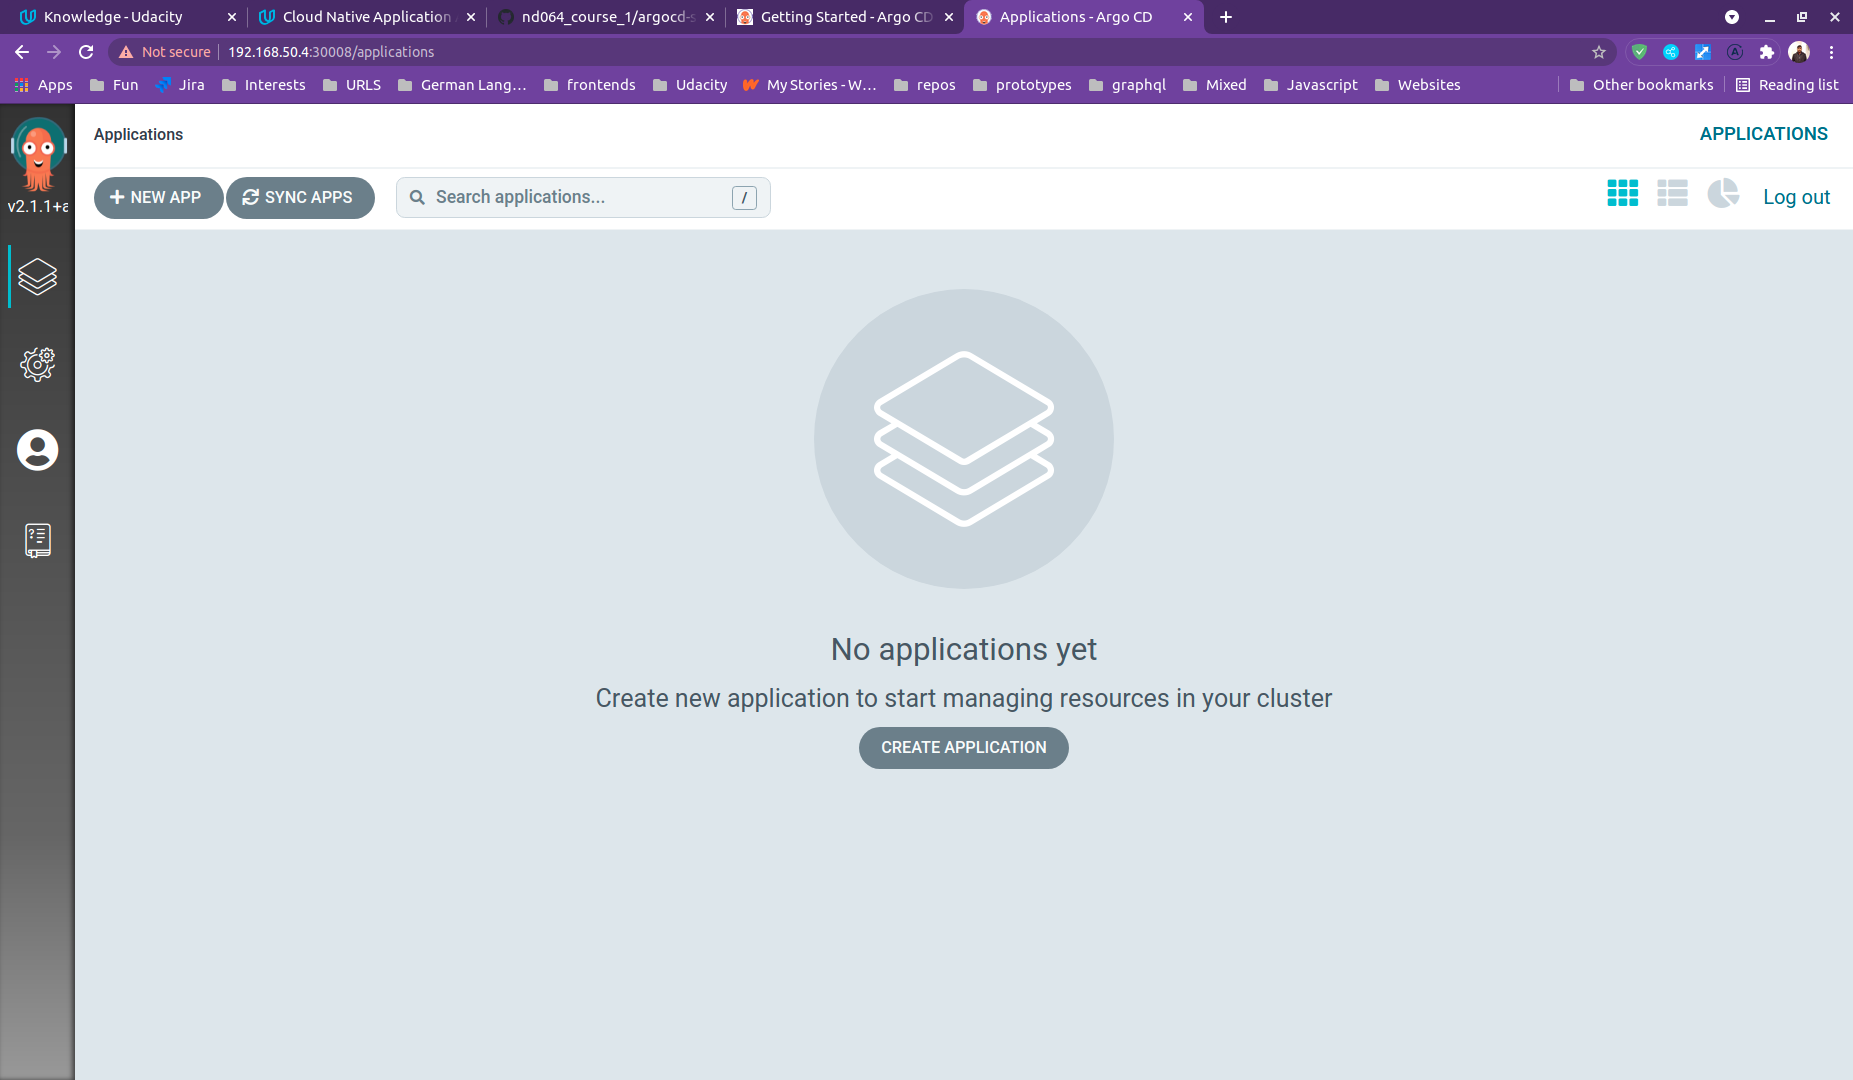 Knowledge - Udacity
Cloud Native Application
nd064_course_1/argocd-s
Getting Started - Argo CD
Applications - Argo CD
Not secure
192.168.50.4:30008/applications
Apps
Fun
Jira
Interests
URLS
German Lang...
frontends
Udacity
My Stories - W...
repos
prototypes
graphql
Mixed
Javascript
Websites
Other bookmarks
Reading list
v2.1.1+a
Applications
APPLICATIONS
NEW APP
SYNC APPS
Search applications...
/
Log out
No applications yet
Create new application to start managing resources in your cluster
CREATE APPLICATION